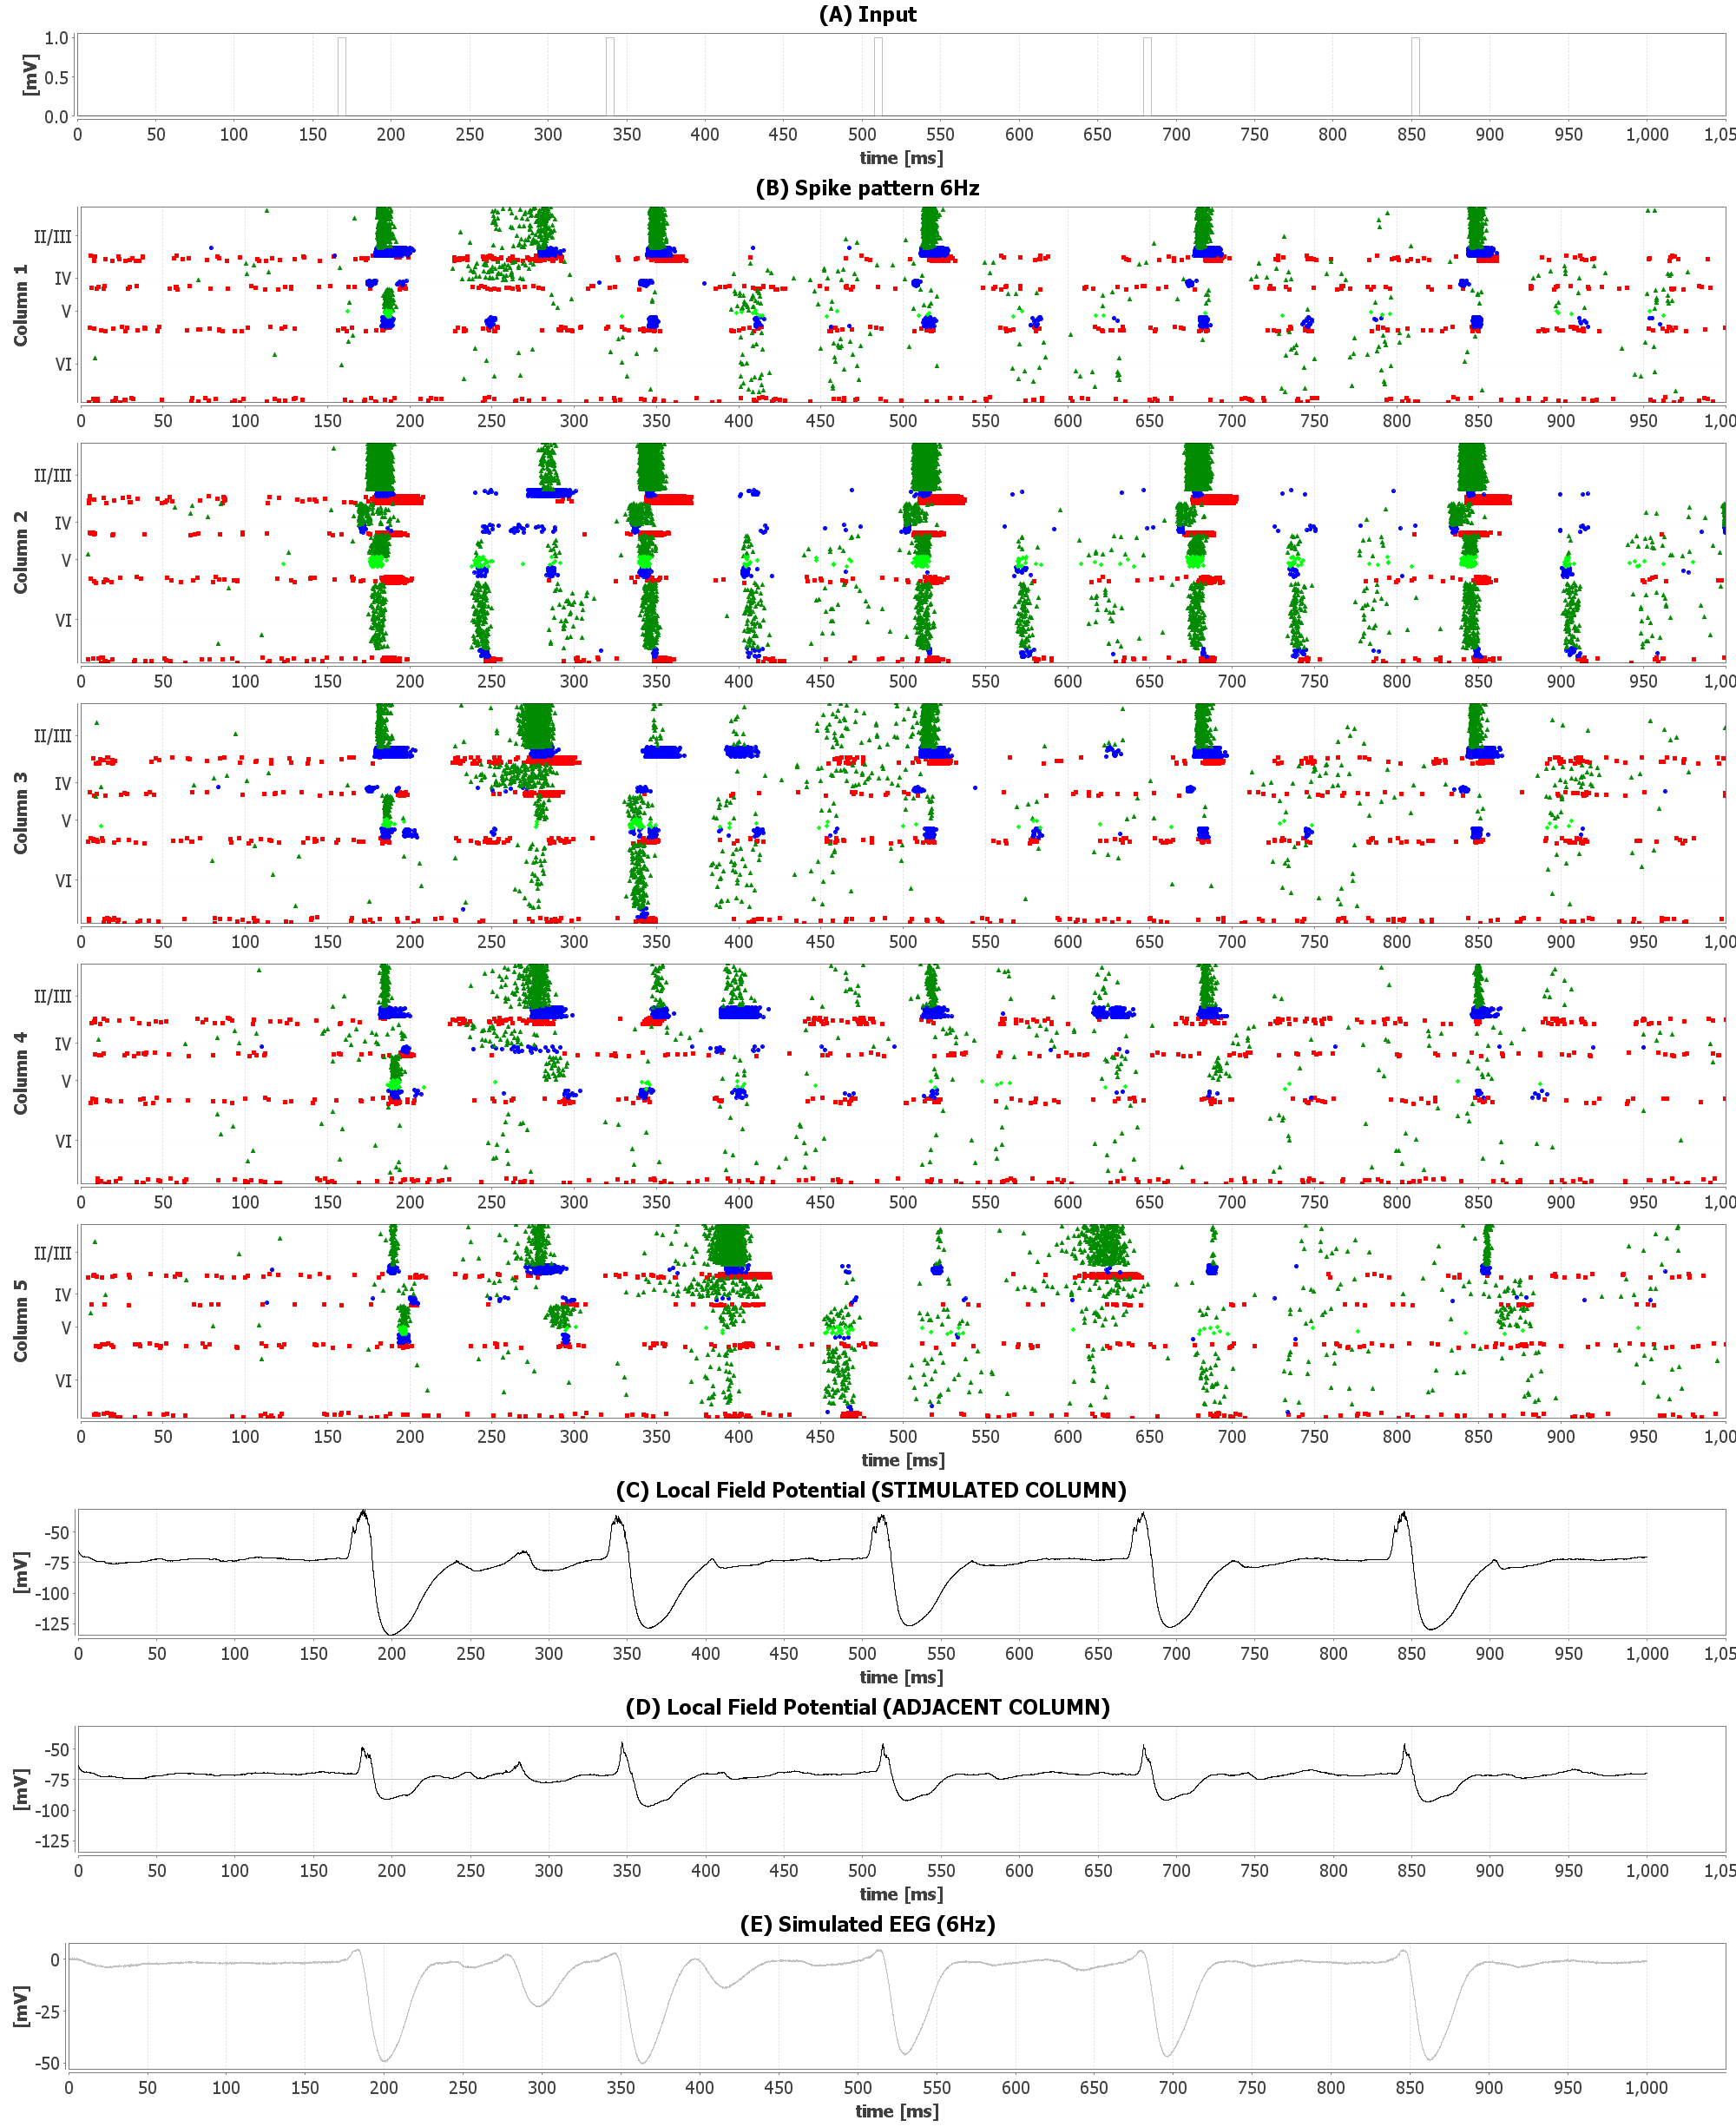 (A) Input
1.0
0.5
0.0
[mV]
0 50 100 150 200 250 300 350 400 450 500 550 600 650 700 750 800 850 900 950 1,000 1,05
time [ms]
(B) Spike pattern 6Hz
Column 1
II/III
IV
V
VI
0 50 100 150 200 250 300 350 400 450 500 550 600 650 700 750 800 850 900 950 1,00
Column 2
II/III
IV
V
VI
0 50 100 150 200 250 300 350 400 450 500 550 600 650 700 750 800 850 900 950 1,00
Column 3
II/III
IV
V
VI
0 50 100 150 200 250 300 350 400 450 500 550 600 650 700 750 800 850 900 950 1,00
Column 4
II/III
IV
V
VI
0 50 100 150 200 250 300 350 400 450 500 550 600 650 700 750 800 850 900 950 1,00
Column 5
II/III
IV
V
VI
0 50 100 150 200 250 300 350 400 450 500 550 600 650 700 750 800 850 900 950 1,00
time [ms]
(C) Local Field Potential (STIMULATED COLUMN)
[mV]
-50
-75
-100
-125
0 50 100 150 200 250 300 350 400 450 500 550 600 650 700 750 800 850 900 950 1,000 1,05
time [ms]
(D) Local Field Potential (ADJACENT COLUMN)
[mV]
-50
-75
-100
-125
0 50 100 150 200 250 300 350 400 450 500 550 600 650 700 750 800 850 900 950 1,000 1,05
time [ms]
(E) Simulated EEG (6Hz)
[mV]
0
-25
-50
0 50 100 150 200 250 300 350 400 450 500 550 600 650 700 750 800 850 900 950 1,000
time [ms]